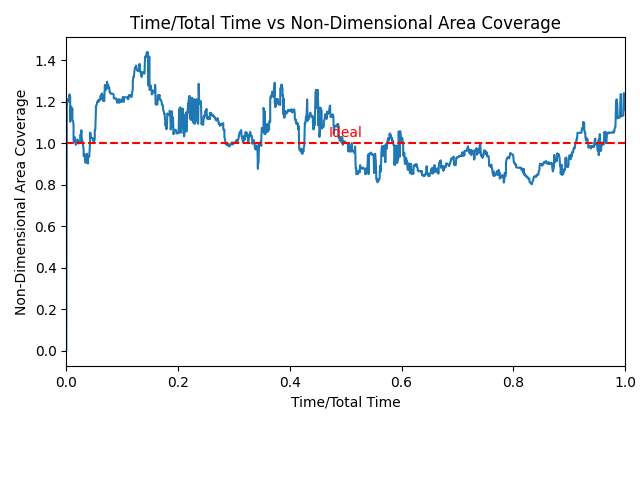 Time/Total Time vs Non-Dimensional Area Coverage
Non-Dimensional Area Coverage
1.4
1.2
1.0
0.8
0.6
0.4
0.2
0.0
Ideal
0.0 0.2 0.4 0.6 0.8 1.0
Time/Total Time